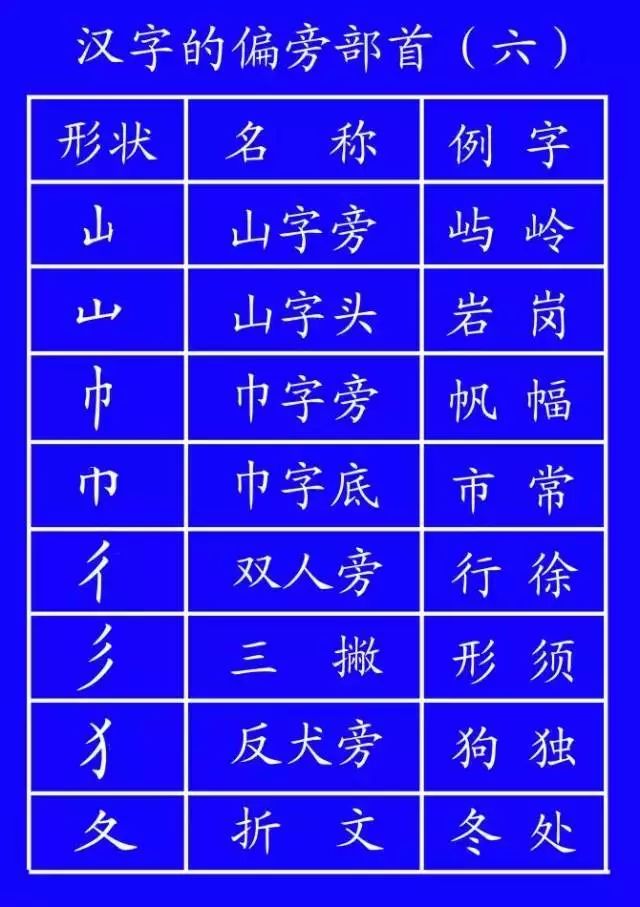 汉字的偏旁部首（六）
形状 名 称 例 字
山 山字旁 屿 岭
山 山字头 岩 岗
巾 巾字旁 帆 幅
巾 巾字底 市 常
彳 双人旁 行 徐
彡 三 撇 形 须
犭 反犬旁 狗 独
夂 折 文 冬 处